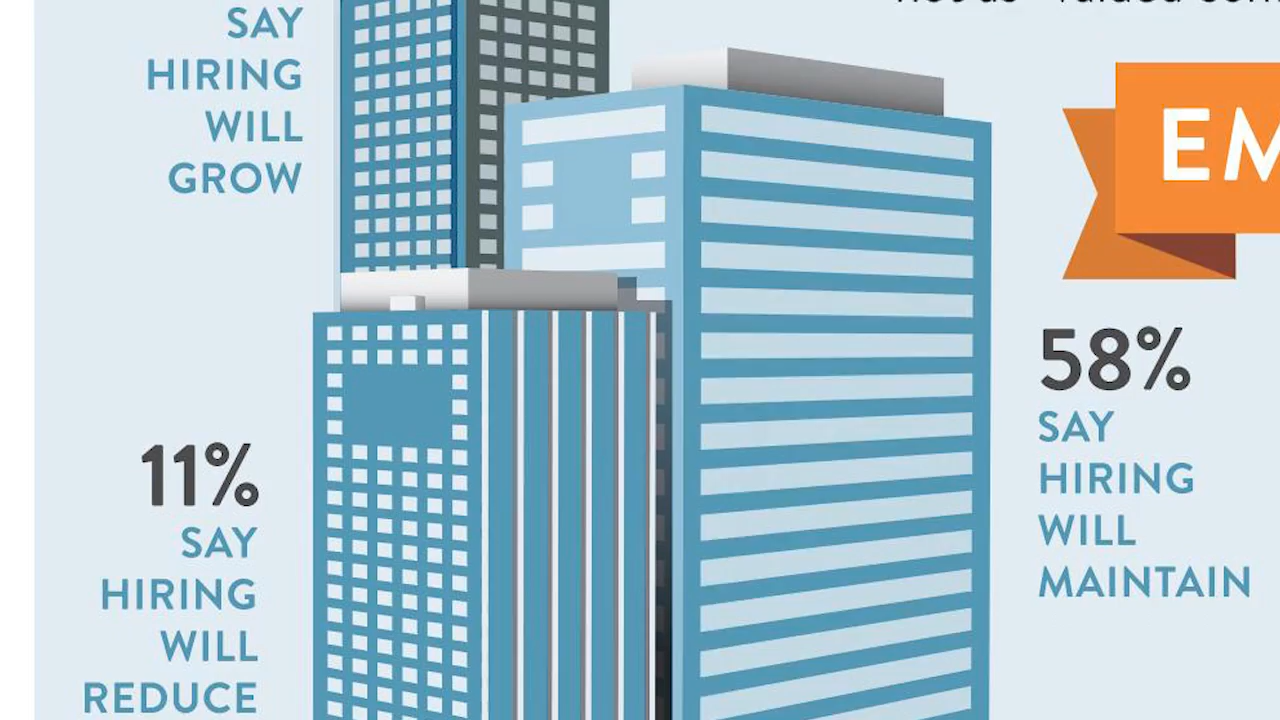 SAY
HIRING
WILL
GROW
11%
SAY
HIRING
WILL
REDUCE
EM
58%
SAY
HIRING
WILL
MAINTAIN